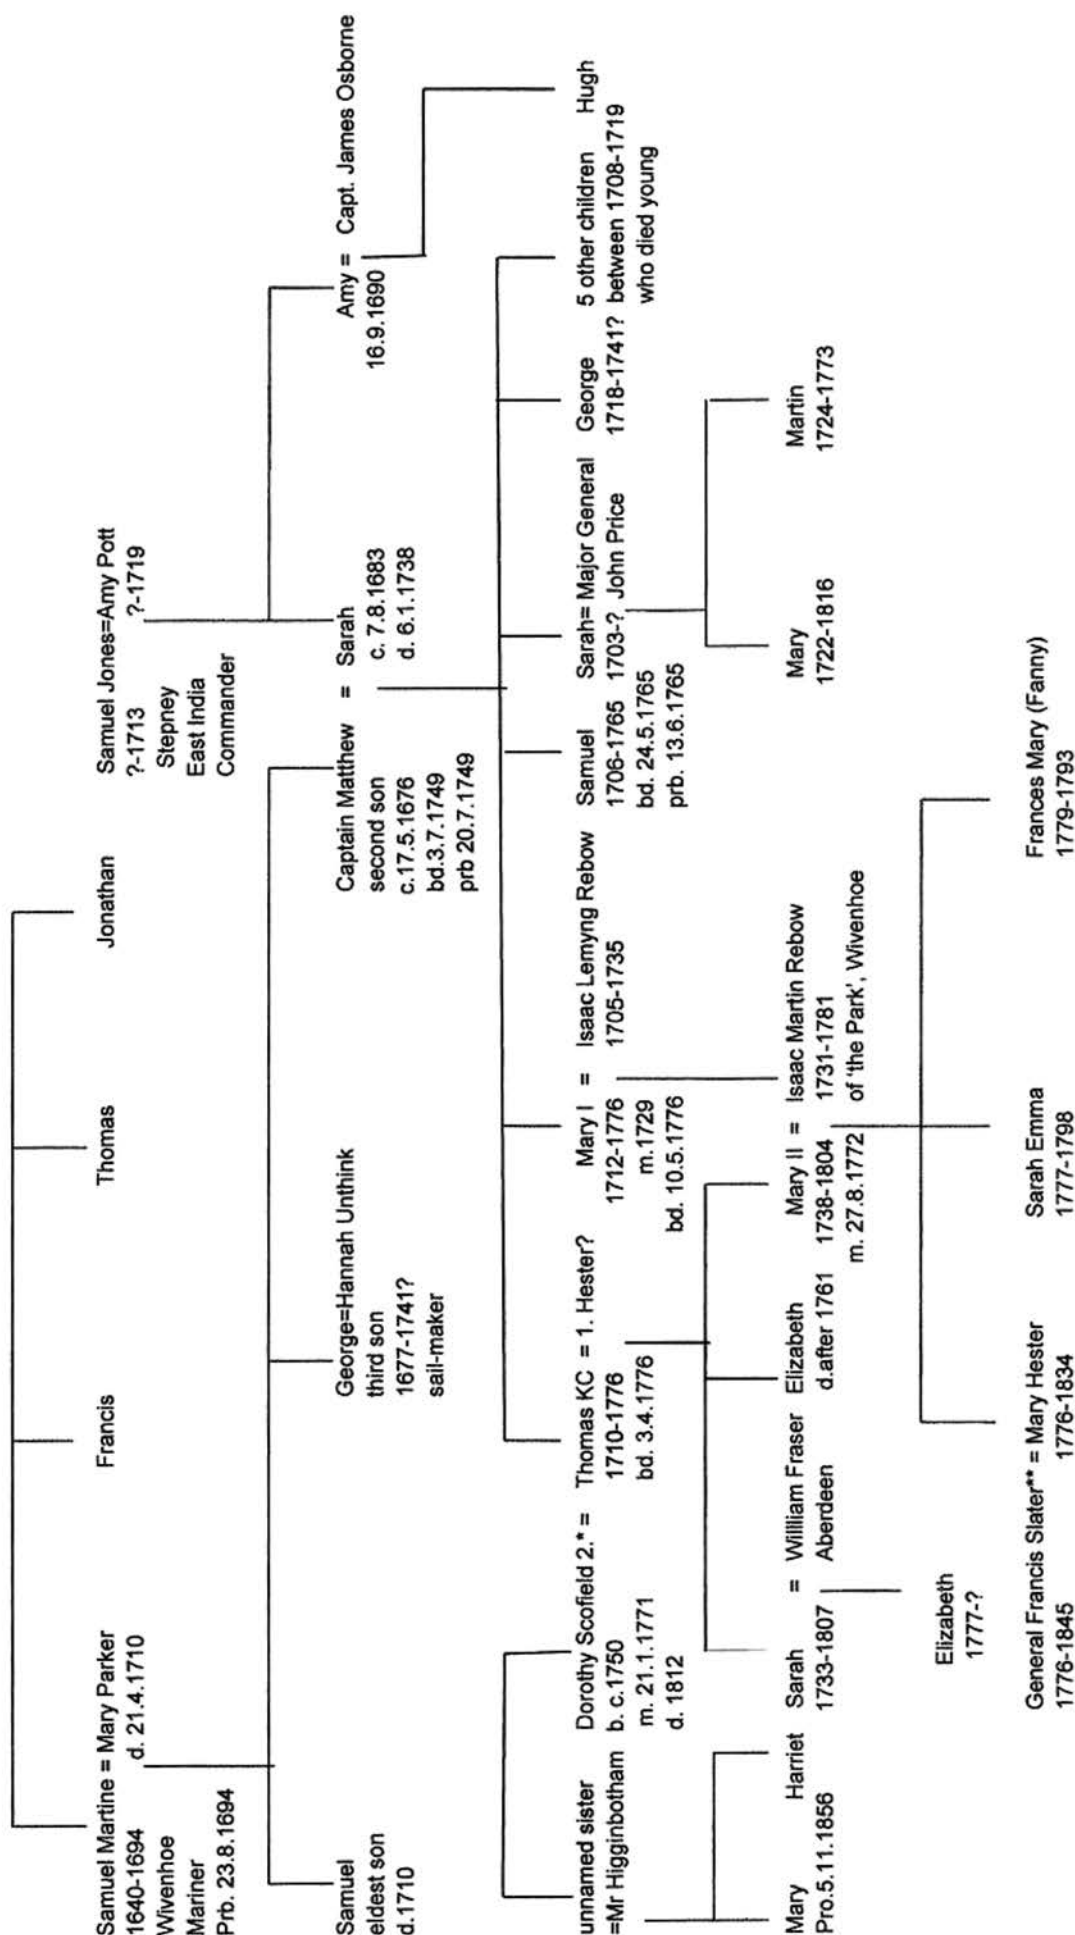 Samuel Martine = Mary Parker
1640-1694 d. 21.4.1710
Wivenhoe
Mariner
Prb. 23.8.1694
Francis
Thomas
Jonathan
Samuel Jones=Amy Pott
?-1713 ?-1719
Stepney
East India
Commander
Samuel
eldest son
d.1710
George=Hannah Unthink
third son
1677-1741?
sail-maker
Captain Matthew = Sarah
second son
c.17.5.1676
bd.3.7.1749
prb 20.7.1749
c. 7.8.1683
d. 6.1.1738
Amy = Capt. James Osborne
16.9.1690
unnamed sister
=Mr Higginbotham
Dorothy Scofield 2.* = Thomas KC = 1. Hester?
b. c.1750
m. 21.1.1771
d. 1812
1710-1776
bd. 3.4.1776
Mary I = Isaac Lemyng Rebow
1712-1776
m.1729
bd. 10.5.1776
1705-1735
Samuel
1706-1765
bd. 24.5.1765
prb. 13.6.1765
Sarah= Major General
1703-? John Price
George
1718-1741?
5 other children
between 1708-1719
who died young
Hugh
Mary
Pro.5.11.1856
Harriet
Sarah = William Fraser
1733-1807 Aberdeen
Elizabeth
d.after 1761
Mary II = Isaac Martin Rebow
1738-1804
m. 27.8.1772
1731-1781
of 'the Park', Wivenhoe
Mary
1722-1816
Martin
1724-1773
Elizabeth
1777-?
General Francis Slater** = Mary Hester
1776-1845 1776-1834
Sarah Emma
1777-1798
Frances Mary (Fanny)
1779-1793